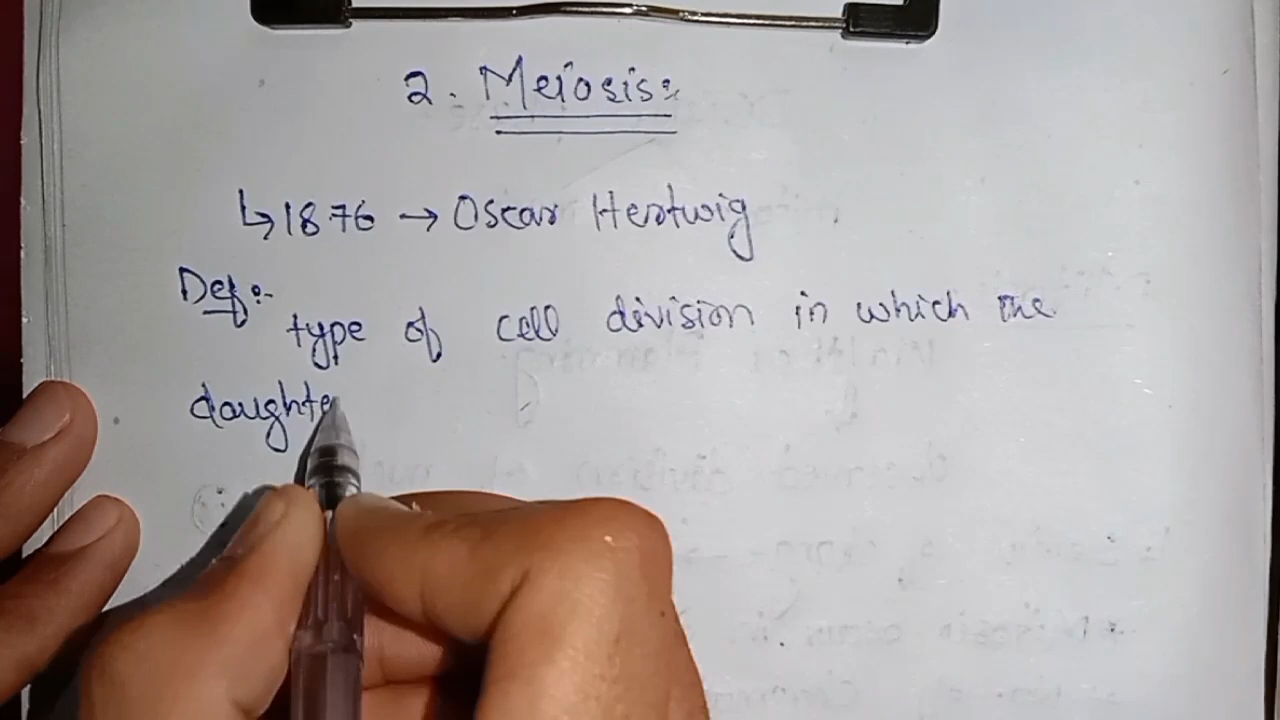 2. Meiosis:
↳1876 → Oscar Hertwig
Def:-
type of cell division in which the
daughte